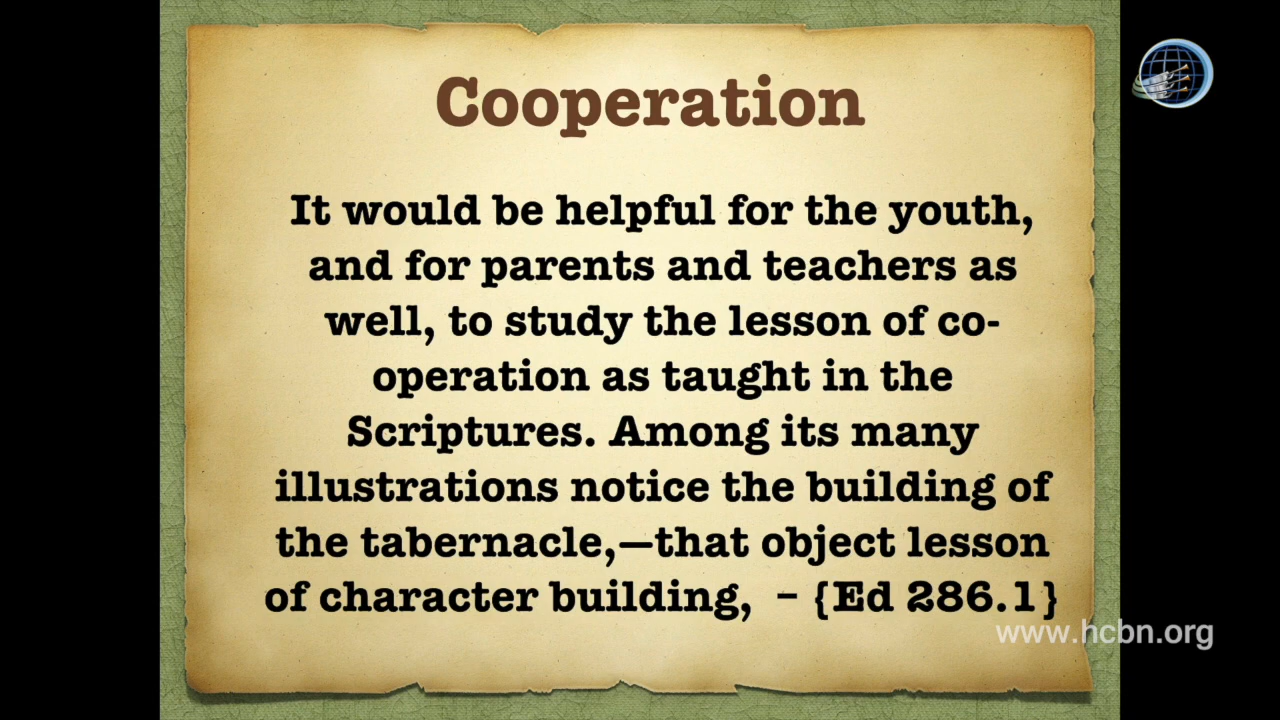 Cooperation
It would be helpful for the youth,
and for parents and teachers as
well, to study the lesson of co-
operation as taught in the
Scriptures. Among its many
illustrations notice the building of
the tabernacle,—that object lesson
of character building,  – {Ed 286.1}
www.hcbn.org